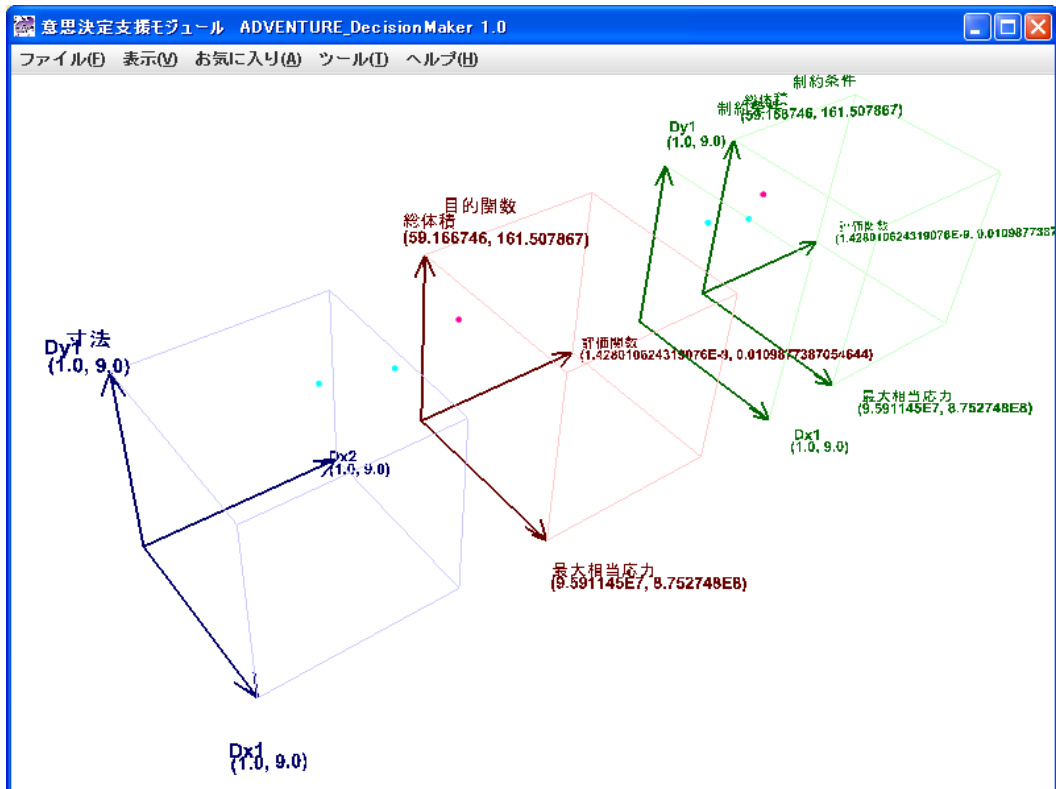 意思決定支援モジュール ADVENTURE_DecisionMaker 1.0
ファイル(F) 表示(V) お気に入り(A) ツール(T) ヘルプ(H)
制約条件
総体積
制約条件
(59.166746, 161.507867)
Dy1
(1.0, 9.0)
評価関数
(1.428010624319076E-9, 0.0109877387
最大相当応力
(9.591145E7, 8.752748E8)
Dx1
(1.0, 9.0)
目的関数
総体積
(59.166746, 161.507867)
評価関数
(1.428010624319076E-9, 0.0109877387054644)
最大相当応力
(9.591145E7, 8.752748E8)
寸法
Dy1
(1.0, 9.0)
Dx2
(1.0, 9.0)
Dx1
(1.0, 9.0)